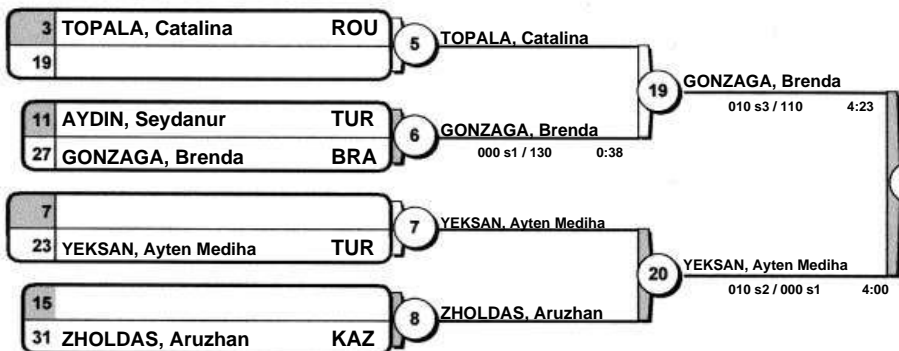 3 TOPALA, Catalina ROU
19
5
TOPALA, Catalina
11 AYDIN, Seydanur TUR
27 GONZAGA, Brenda BRA
6
GONZAGA, Brenda
000 s1 / 130 0:38
19
GONZAGA, Brenda
010 s3 / 110 4:23
7
23 YEKSAN, Ayten Mediha TUR
7
YEKSAN, Ayten Mediha
15
31 ZHOLDAS, Aruzhan KAZ
8
ZHOLDAS, Aruzhan
20
YEKSAN, Ayten Mediha
010 s2 / 000 s1 4:00